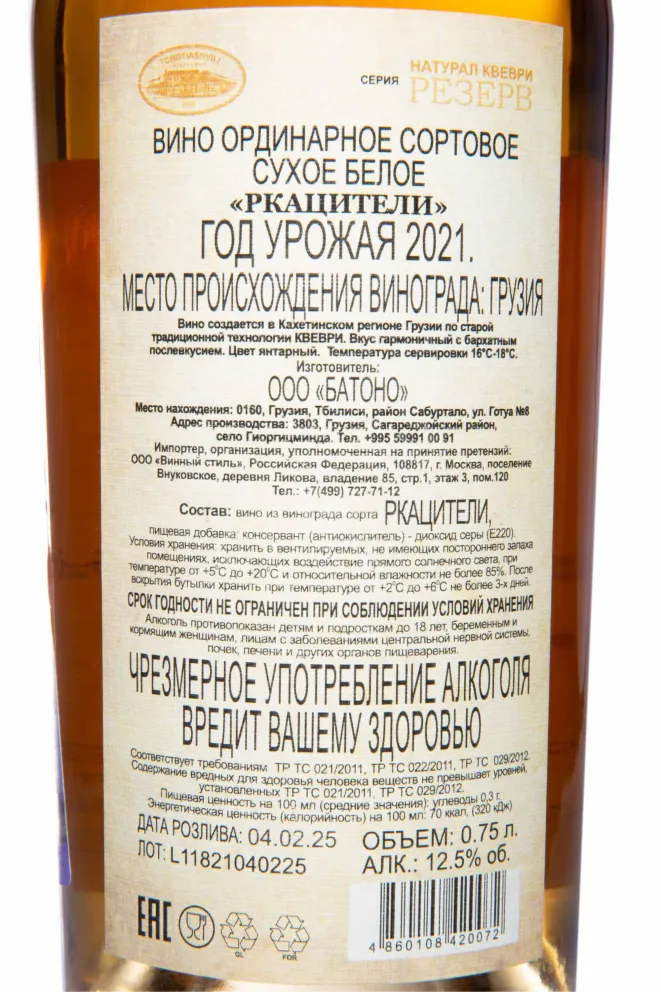 TCHOTIASHVILI
СЕРИЯ
НАТУРАЛ КВЕВРИ
РЕЗЕРВ
ВИНО ОРДИНАРНОЕ СОРТОВОЕ
СУХОЕ БЕЛОЕ
«РКАЦИТЕЛИ»
ГОД УРОЖАЯ 2021.
МЕСТО ПРОИСХОЖДЕНИЯ ВИНОГРАДА: ГРУЗИЯ
Вино создается в Кахетинском регионе Грузии по старой
традиционной технологии КВЕВРИ. Вкус гармоничный с бархатным
послевкусием. Цвет янтарный. Температура сервировки 16°С-18°С.
Изготовитель:
ООО «БАТОНО»
Место нахождения: 0160, Грузия, Тбилиси, район Сабуртало, ул. Готуа №8
Адрес производства: 3803, Грузия, Сагареджойский район,
село Гиоргицминда. Тел. +995 59991 00 91
Импортер, организация, уполномоченная на принятие претензий:
ООО «Винный стиль», Российская Федерация, 108817, г. Москва, поселение
Внуковское, деревня Ликова, владение 85, стр.1, этаж 3, пом.120
Тел.: +7(499) 727-71-12
Состав: вино из винограда сорта РКАЦИТЕЛИ,
пищевая добавка: консервант (антиокислитель) - диоксид серы (Е220).
Условия хранения: хранить в вентилируемых, не имеющих постороннего запаха
помещениях, исключающих воздействие прямого солнечного света, при
температуре от +5°С до +20°С и относительной влажности не более 85%. После
вскрытия бутылки хранить при температуре от +2°С до +6°С не более 3-х дней.
СРОК ГОДНОСТИ НЕ ОГРАНИЧЕН ПРИ СОБЛЮДЕНИИ УСЛОВИЙ ХРАНЕНИЯ
Алкоголь противопоказан детям и подросткам до 18 лет, беременным и
кормящим женщинам, лицам с заболеваниями центральной нервной системы,
почек, печени и других органов пищеварения.
ЧРЕЗМЕРНОЕ УПОТРЕБЛЕНИЕ АЛКОГОЛЯ
ВРЕДИТ ВАШЕМУ ЗДОРОВЬЮ
Соответствует требованиям ТР ТС 021/2011, ТР ТС 022/2011, ТР ТС 029/2012.
Содержание вредных для здоровья человека веществ не превышает уровней,
установленных ТР ТС 021/2011, ТР ТС 029/2012.
Пищевая ценность на 100 мл (средние значения): углеводы 0,3 г.
Энергетическая ценность (калорийность) на 100 мл: 70 ккал, (320 кДж)
ДАТА РОЗЛИВА: 04.02.25
ОБЪЕМ: 0.75 л.
ЛОТ: L11821040225
АЛК.: 12.5% об.
EAC
GL
FOR
4 860108 420072